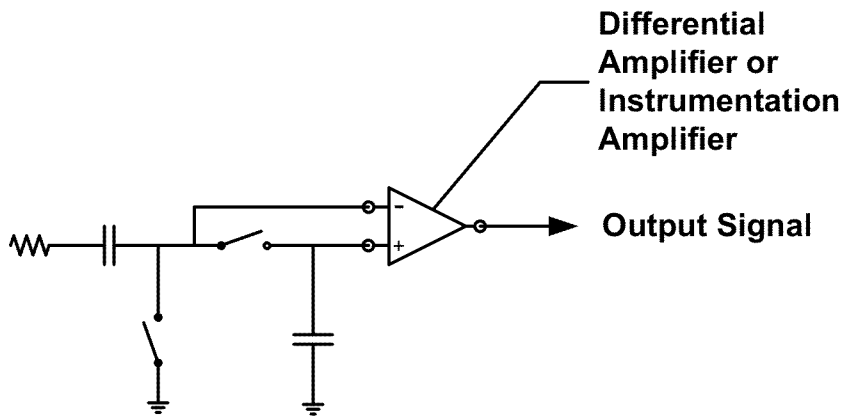 Differential
Amplifier or
Instrumentation
Amplifier
-
+
Output Signal